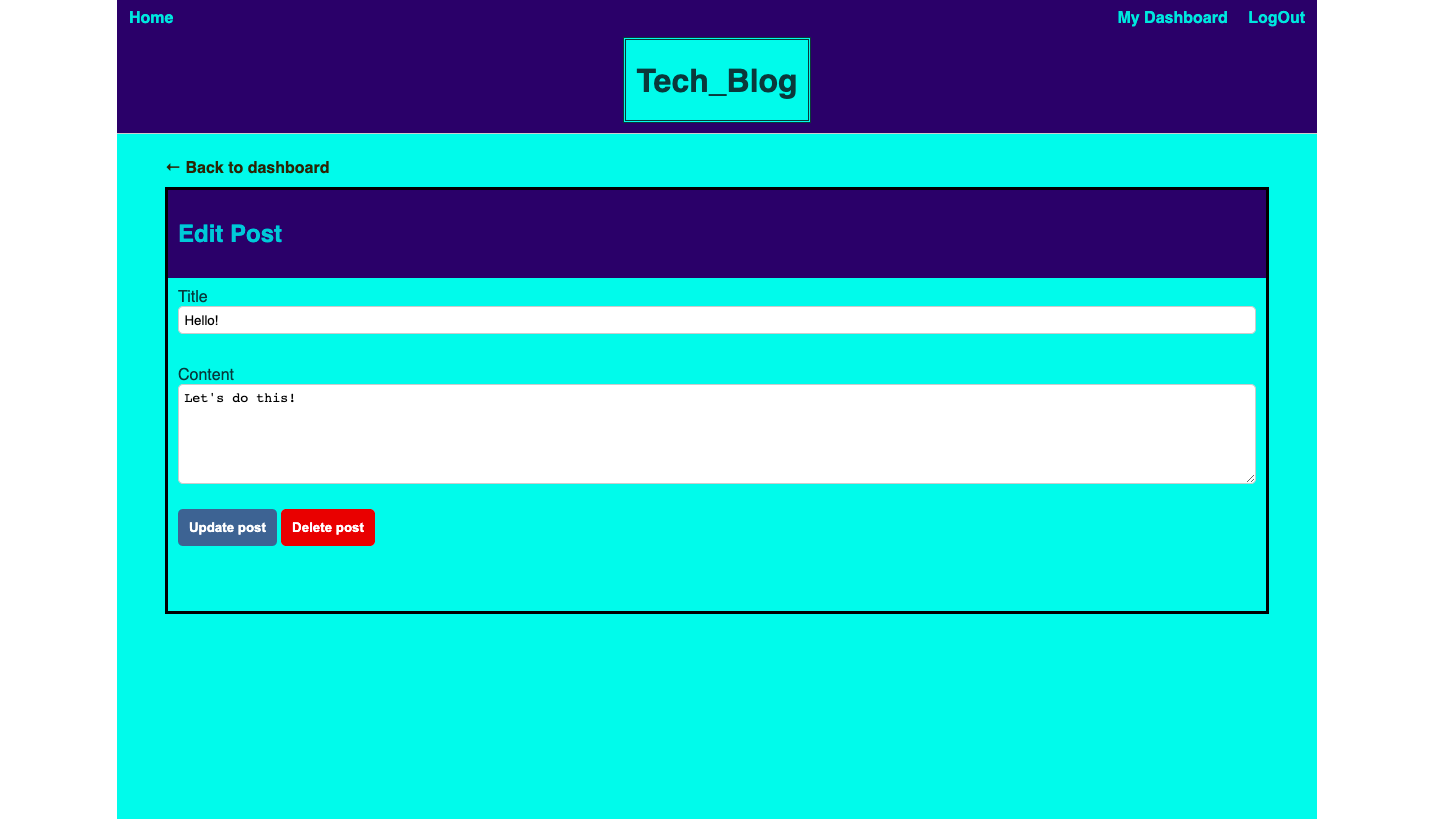 Home
My Dashboard LogOut
Tech_Blog
← Back to dashboard
Edit Post
Title
Hello!
Content
Let's do this!
Update post Delete post